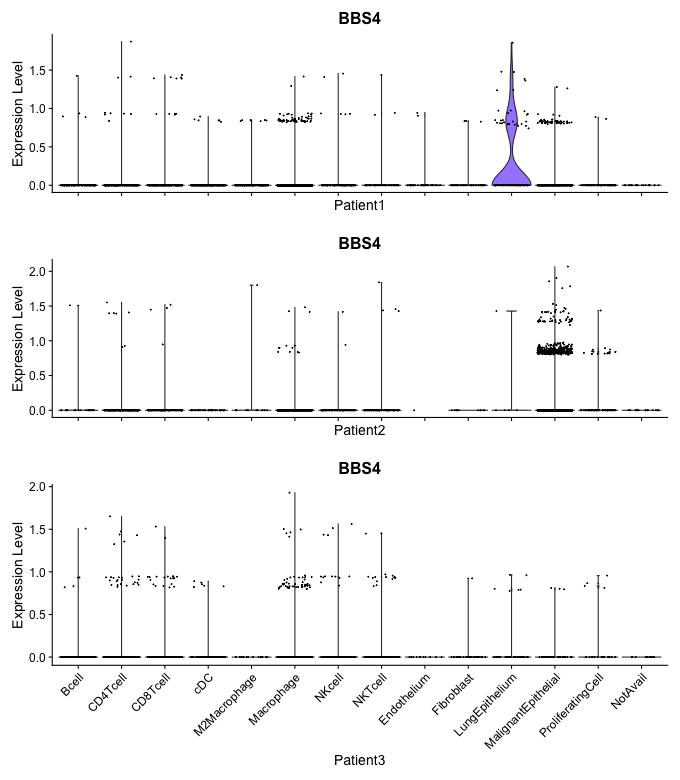 BBS4
Expression Level
1.5
1.0
0.5
0.0
Patient1
BBS4
Expression Level
2.0
1.5
1.0
0.5
0.0
Patient2
BBS4
Expression Level
2.0
1.5
1.0
0.5
0.0
Bcell
CD4Tcell
CD8Tcell
cDC
M2Macrophage
Macrophage
NKcell
NKTcell
Endothelium
Fibroblast
LungEpithelium
MalignantEpithelial
ProliferatingCell
NotAvail
Patient3